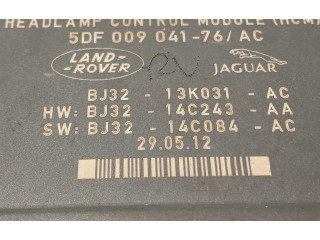 HEADLAMP CONTROL MODULE (HCM)
5DF 009 041-76/AC
LAND-
ROVER
RV
JAGUAR
BJ32 - 13K031 - AC
HW: BJ32 - 14C243 - AA
SW: BJ32 - 14C084 - AC
29.05.12